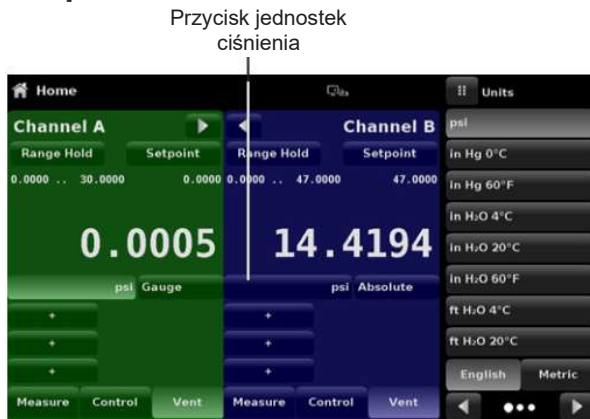 Przycisk jednostek
ciśnienia
Home
Units
Channel A
Channel B
psi
Range Hold Setpoint Range Hold Setpoint
in Hg 0°C
0.0000 .. 30.0000 0.0000 0.0000 .. 47.0000 47.0000
in Hg 60°F
in H₂O 4°C
0.0005 14.4194
in H₂O 20°C
psi Gauge psi Absolute
in H₂O 60°F
+ +
ft H₂O 4°C
+ +
ft H₂O 20°C
+ +
English Metric
Measure Control Vent Measure Control Vent